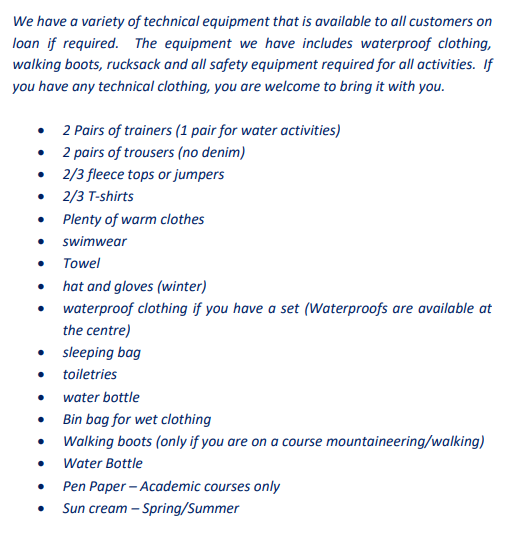 We have a variety of technical equipment that is available to all customers on
loan if required. The equipment we have includes waterproof clothing,
walking boots, rucksack and all safety equipment required for all activities. If
you have any technical clothing, you are welcome to bring it with you.
• 2 Pairs of trainers (1 pair for water activities)
• 2 pairs of trousers (no denim)
• 2/3 fleece tops or jumpers
• 2/3 T-shirts
• Plenty of warm clothes
• swimwear
• Towel
• hat and gloves (winter)
• waterproof clothing if you have a set (Waterproofs are available at
the centre)
• sleeping bag
• toiletries
• water bottle
• Bin bag for wet clothing
• Walking boots (only if you are on a course mountaineering/walking)
• Water Bottle
• Pen Paper – Academic courses only
• Sun cream – Spring/Summer